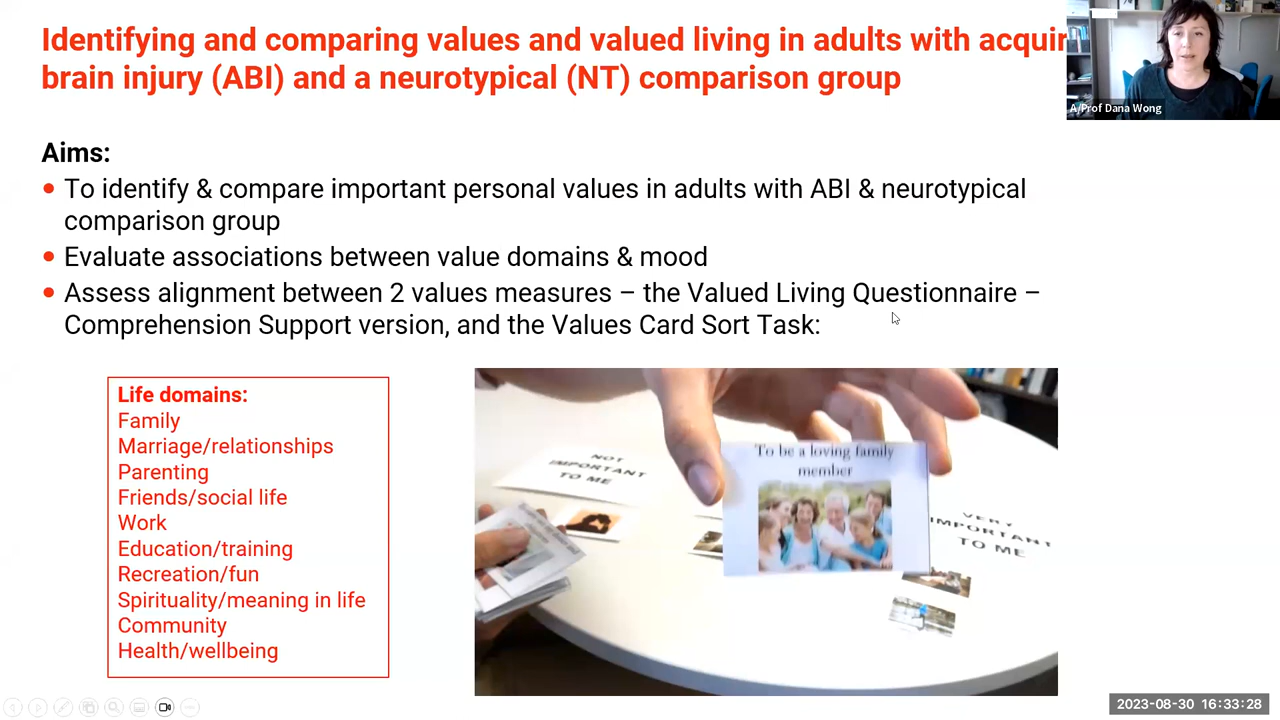 Identifying and comparing values and valued living in adults with acquir
brain injury (ABI) and a neurotypical (NT) comparison group
A/Prof Dana Wong
Aims:
• To identify & compare important personal values in adults with ABI & neurotypical
comparison group
• Evaluate associations between value domains & mood
• Assess alignment between 2 values measures – the Valued Living Questionnaire –
Comprehension Support version, and the Values Card Sort Task:
Life domains:
Family
Marriage/relationships
Parenting
Friends/social life
Work
Education/training
Recreation/fun
Spirituality/meaning in life
Community
Health/wellbeing
NOT
IMPORTANT
TO ME
To be a loving family
member
VERY
IMPORTANT
TO ME
2023-08-30 16:33:28